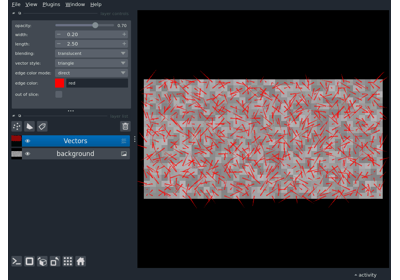 File View Plugins Window Help
layer controls
opacity: 0.70
width: 0.20
length: 2.50
blending: translucent
vector style: triangle
edge color mode: direct
edge color: red
out of slice:
layer list
Vectors
background
activity